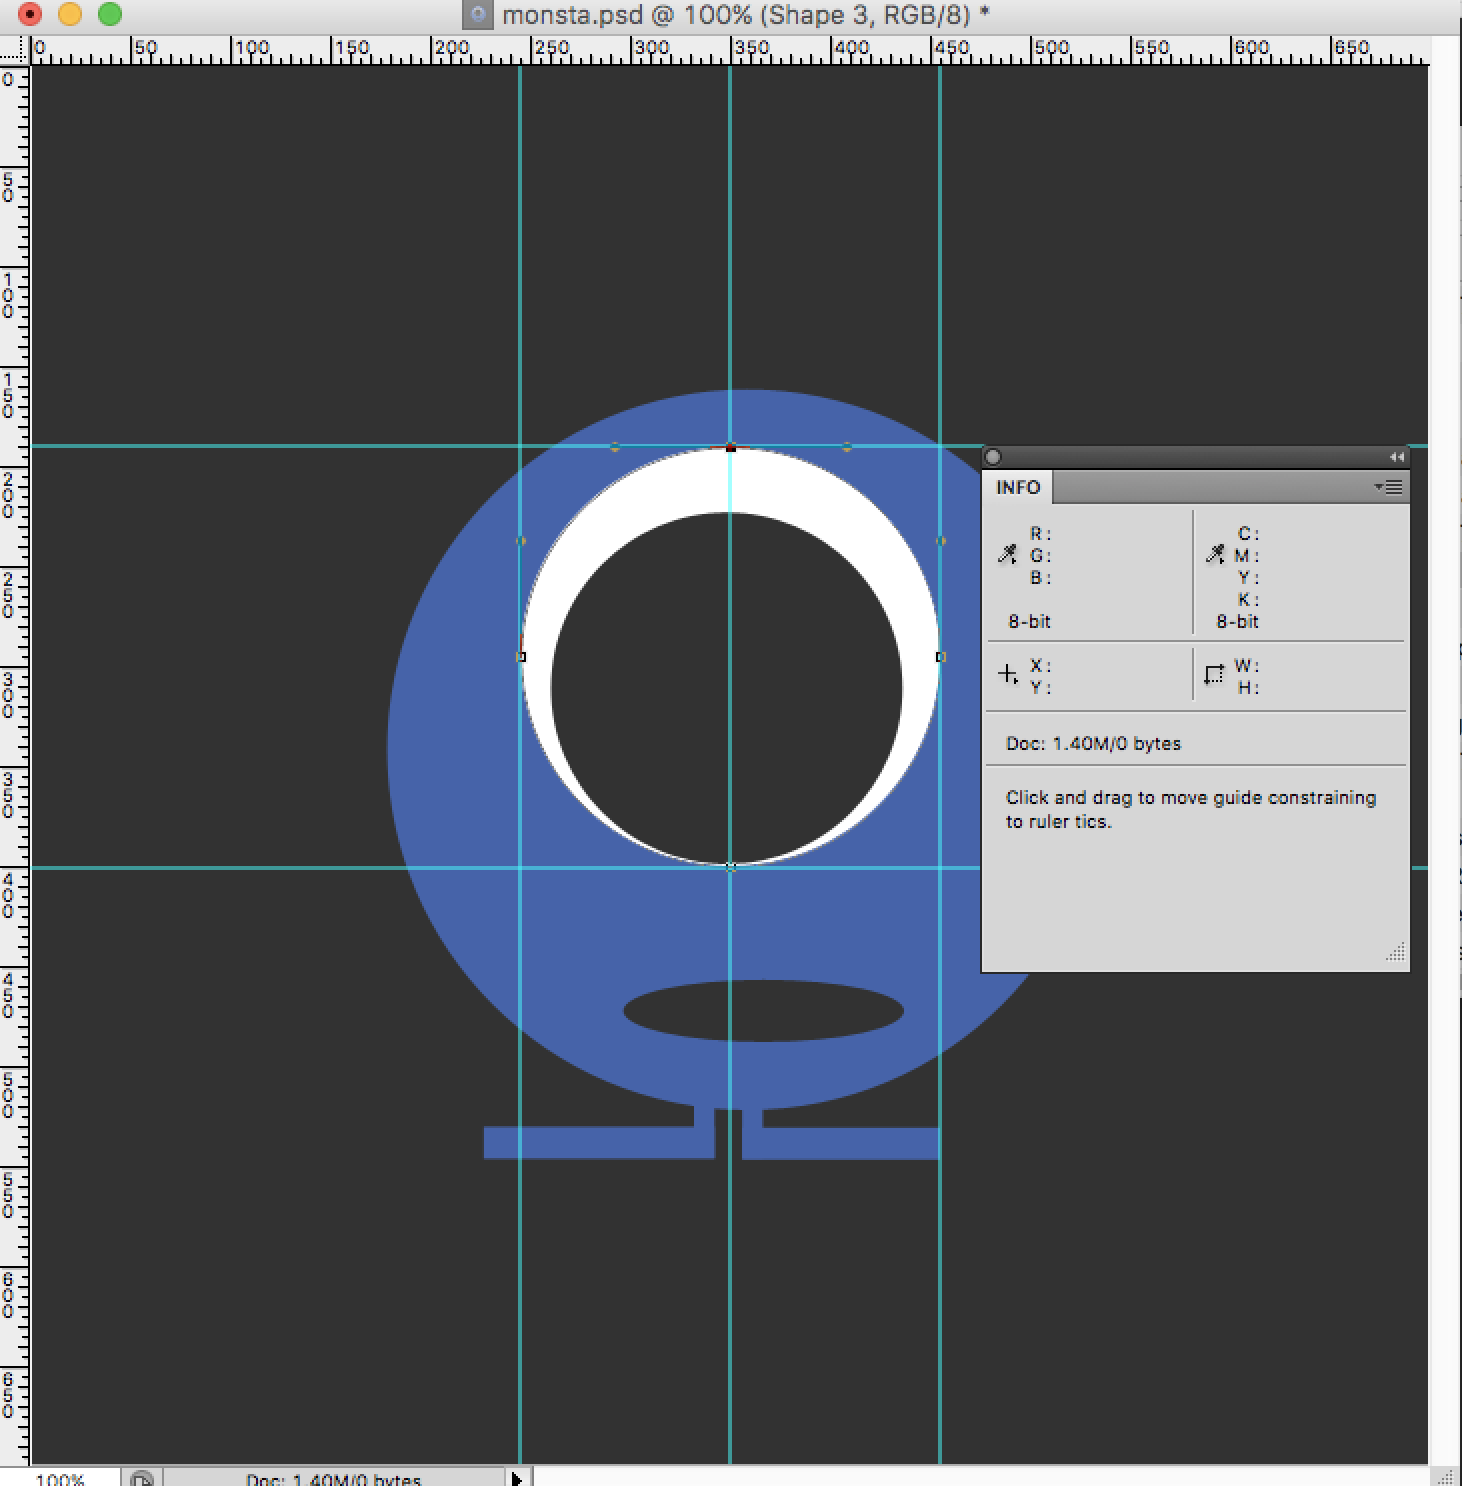 monsta.psd @ 100% (Shape 3, RGB/8) *
0 50 100 150 200 250 300 350 400 450 500 550 600 650
0
50
100
150
200
250
300
350
400
450
500
550
600
650
INFO
R: C:
G: M:
B: Y:
K:
8-bit 8-bit
X: W:
Y: H:
Doc: 1.40M/0 bytes
Click and drag to move guide constraining
to ruler tics.
100% Doc: 1.40M/0 bytes